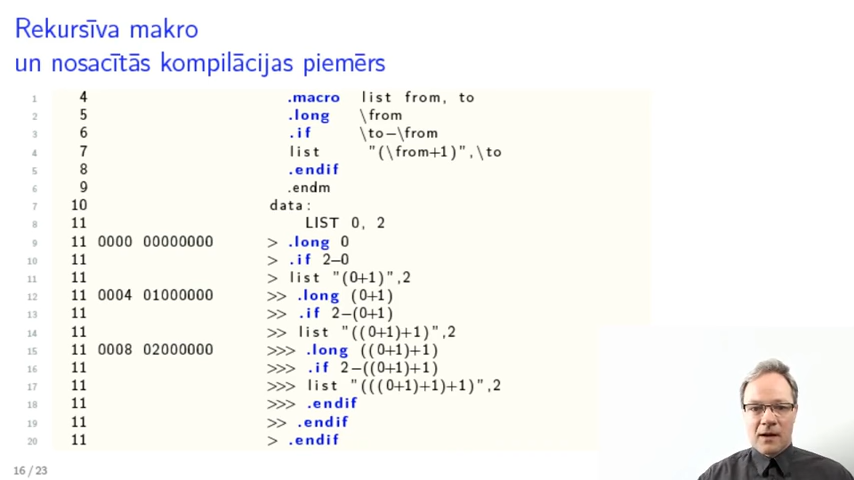 Rekursīva makro
un nosacītās kompilācijas piemērs
1 4 .macro list from, to
2 5 .long \from
3 6 .if \to−\from
4 7 list "(\from+1)",\to
5 8 .endif
6 9 .endm
7 10 data:
8 11 LIST 0, 2
9 11 0000 00000000 > .long 0
10 11 > .if 2−0
11 11 > list "(0+1)",2
12 11 0004 01000000 >> .long (0+1)
13 11 >> .if 2−(0+1)
14 11 >> list "((0+1)+1)",2
15 11 0008 02000000 >>> .long ((0+1)+1)
16 11 >>> .if 2−((0+1)+1)
17 11 >>> list "(((0+1)+1)+1)",2
18 11 >>> .endif
19 11 >> .endif
20 11 > .endif
16 / 23